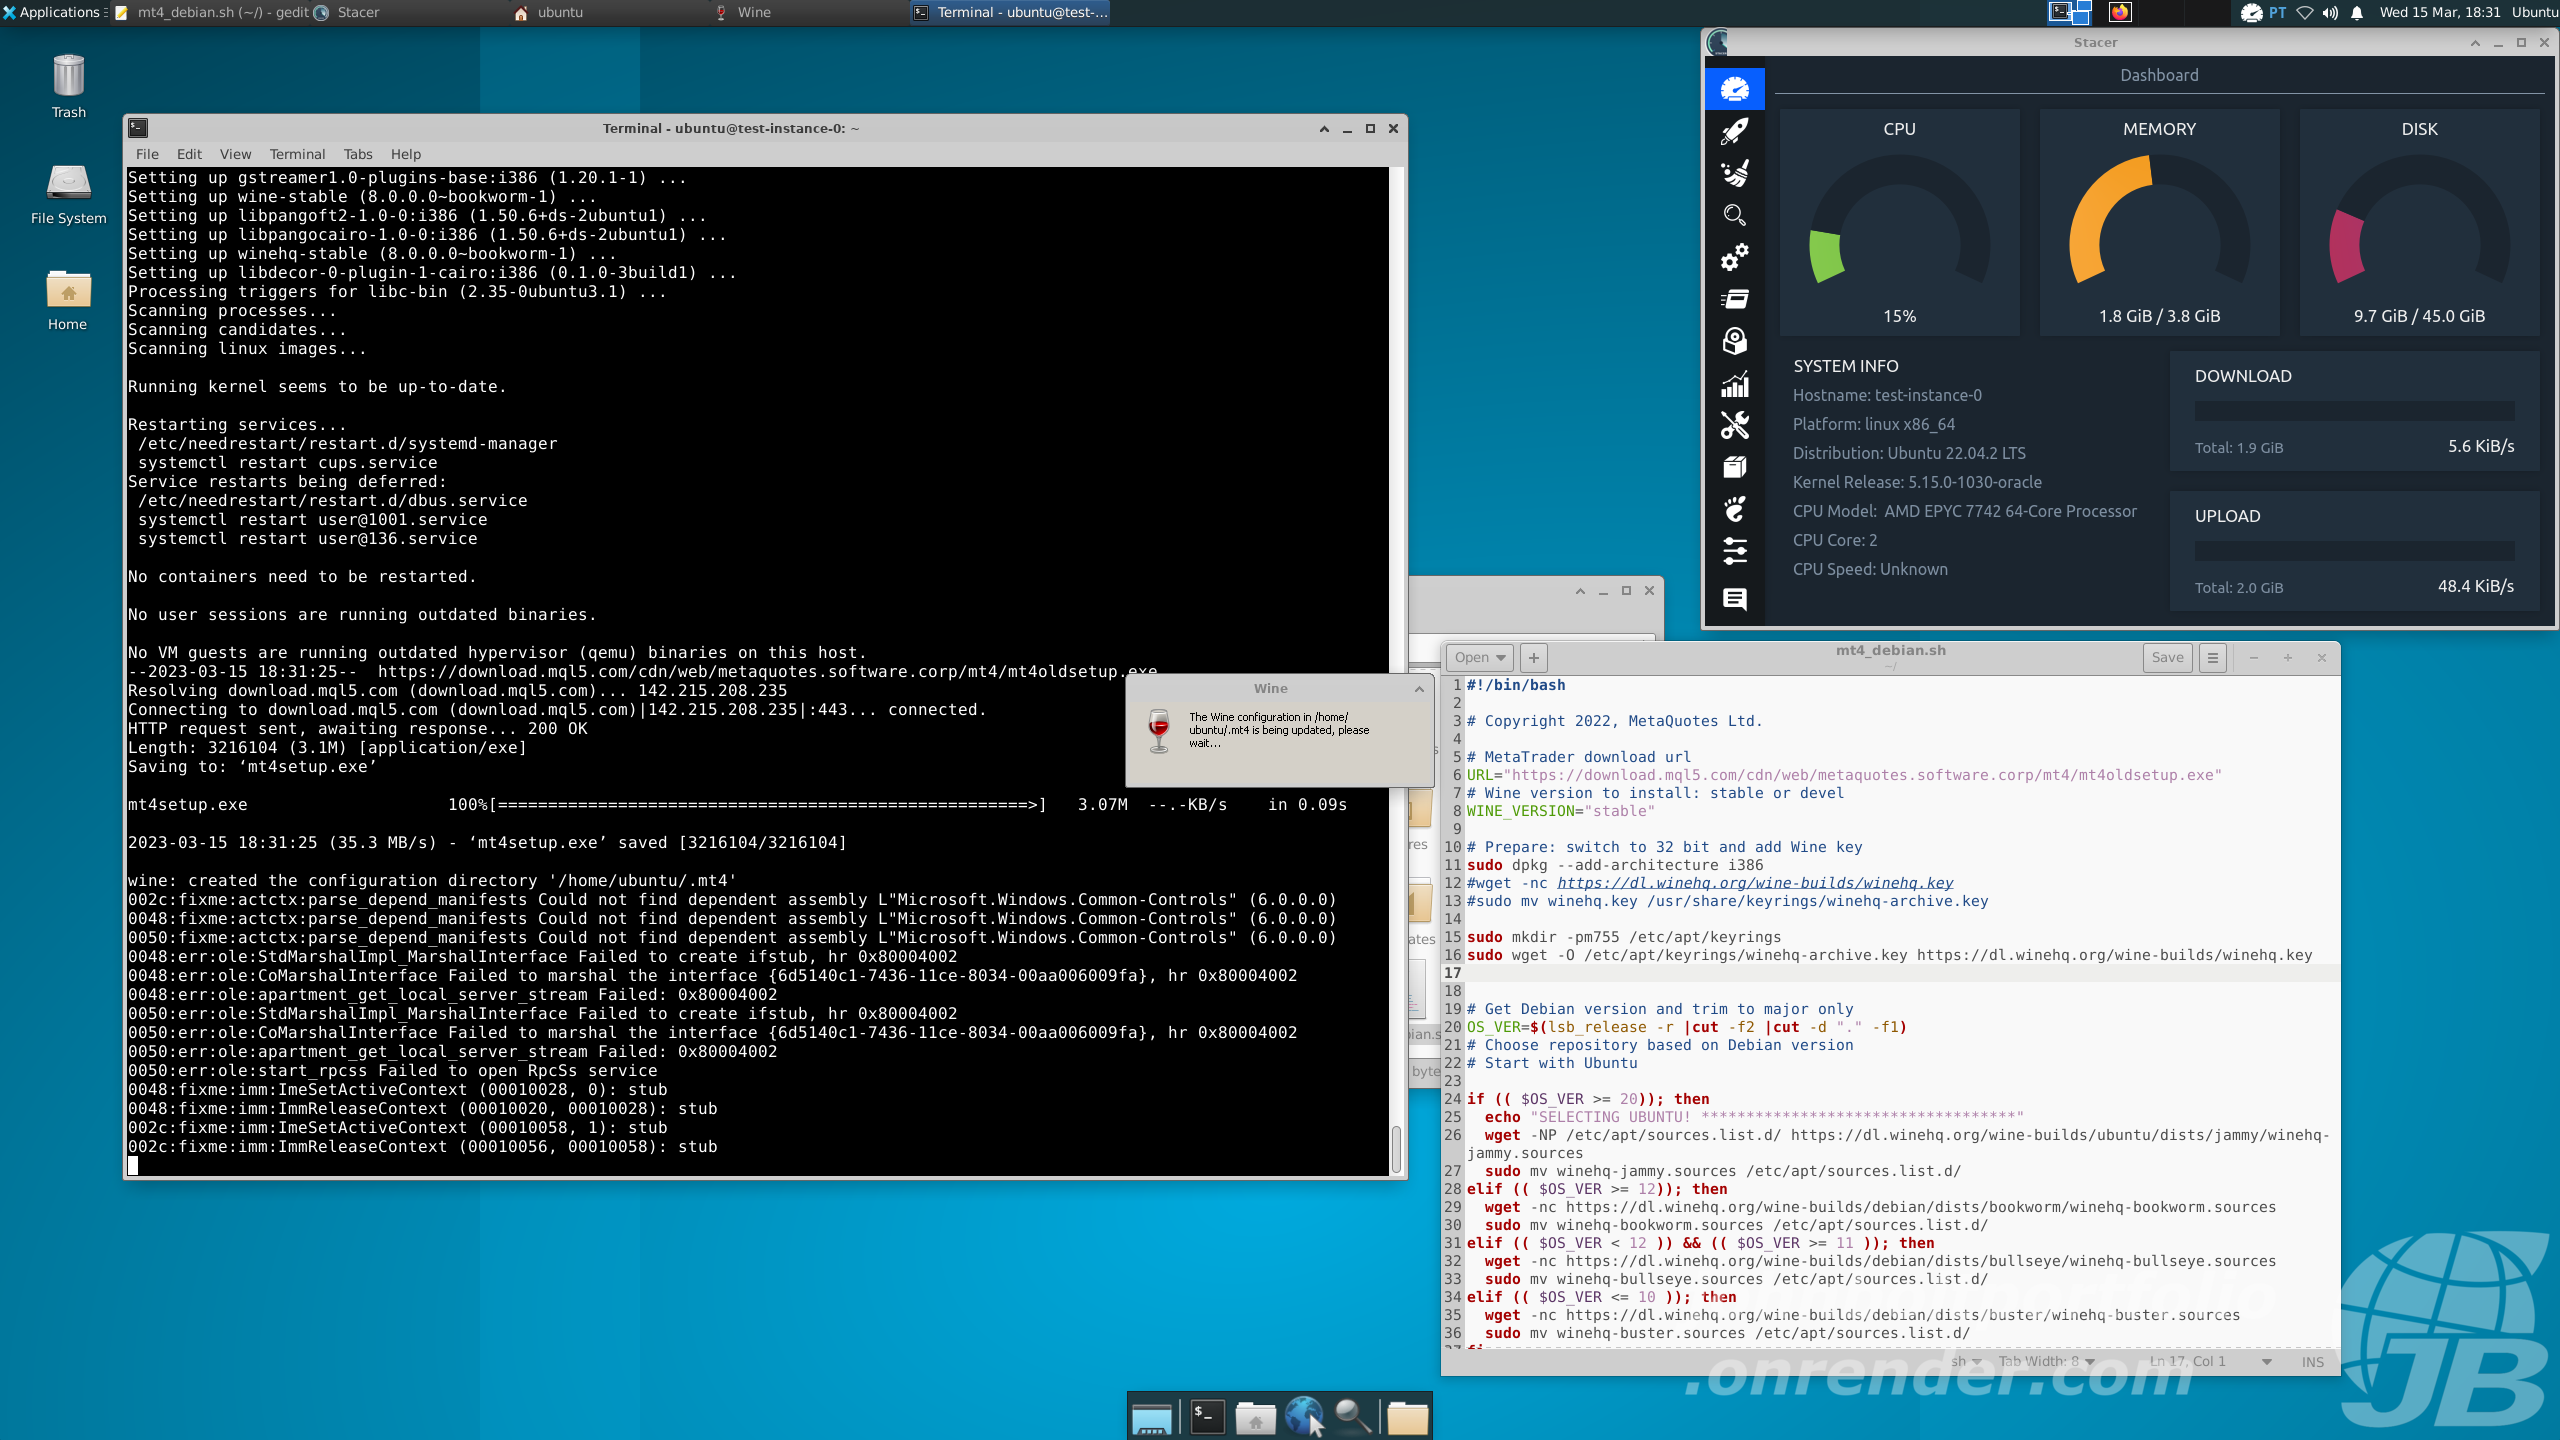 Applications
mt4_debian.sh (~/) - gedit
Stacer
ubuntu
Wine
Terminal - ubuntu@test-...
PT
Wed 15 Mar, 18:31
Ubuntu
Trash
File System
Home
Terminal - ubuntu@test-instance-0: ~
File Edit View Terminal Tabs Help
Setting up gstreamer1.0-plugins-base:i386 (1.20.1-1) ...
Setting up wine-stable (8.0.0.0~bookworm-1) ...
Setting up libpangoft2-1.0-0:i386 (1.50.6+ds-2ubuntu1) ...
Setting up libpangocairo-1.0-0:i386 (1.50.6+ds-2ubuntu1) ...
Setting up winehq-stable (8.0.0.0~bookworm-1) ...
Setting up libdecor-0-plugin-1-cairo:i386 (0.1.0-3build1) ...
Processing triggers for libc-bin (2.35-0ubuntu3.1) ...
Scanning processes...
Scanning candidates...
Scanning linux images...
Running kernel seems to be up-to-date.
Restarting services...
/etc/needrestart/restart.d/systemd-manager
systemctl restart cups.service
Service restarts being deferred:
/etc/needrestart/restart.d/dbus.service
systemctl restart user@1001.service
systemctl restart user@136.service
No containers need to be restarted.
No user sessions are running outdated binaries.
No VM guests are running outdated hypervisor (qemu) binaries on this host.
--2023-03-15 18:31:25--  https://download.mql5.com/cdn/web/metaquotes.software.corp/mt4/mt4oldsetup.exe
Resolving download.mql5.com (download.mql5.com)... 142.215.208.235
Connecting to download.mql5.com (download.mql5.com)|142.215.208.235|:443... connected.
HTTP request sent, awaiting response... 200 OK
Length: 3216104 (3.1M) [application/exe]
Saving to: ‘mt4setup.exe’
mt4setup.exe 100%[=====================================================>] 3.07M --.-KB/s in 0.09s
2023-03-15 18:31:25 (35.3 MB/s) - ‘mt4setup.exe’ saved [3216104/3216104]
wine: created the configuration directory '/home/ubuntu/.mt4'
002c:fixme:actctx:parse_depend_manifests Could not find dependent assembly L"Microsoft.Windows.Common-Controls" (6.0.0.0)
0048:fixme:actctx:parse_depend_manifests Could not find dependent assembly L"Microsoft.Windows.Common-Controls" (6.0.0.0)
0050:fixme:actctx:parse_depend_manifests Could not find dependent assembly L"Microsoft.Windows.Common-Controls" (6.0.0.0)
0048:err:ole:StdMarshalImpl_MarshalInterface Failed to create ifstub, hr 0x80004002
0048:err:ole:CoMarshalInterface Failed to marshal the interface {6d5140c1-7436-11ce-8034-00aa006009fa}, hr 0x80004002
0048:err:ole:apartment_get_local_server_stream Failed: 0x80004002
0050:err:ole:StdMarshalImpl_MarshalInterface Failed to create ifstub, hr 0x80004002
0050:err:ole:CoMarshalInterface Failed to marshal the interface {6d5140c1-7436-11ce-8034-00aa006009fa}, hr 0x80004002
0050:err:ole:apartment_get_local_server_stream Failed: 0x80004002
0050:err:ole:start_rpcss Failed to open RpcSs service
0048:fixme:imm:ImeSetActiveContext (00010028, 0): stub
0048:fixme:imm:ImmReleaseContext (00010020, 00010028): stub
002c:fixme:imm:ImeSetActiveContext (00010058, 1): stub
002c:fixme:imm:ImmReleaseContext (00010056, 00010058): stub
Wine
The Wine configuration in /home/
ubuntu/.mt4 is being updated, please
wait...
Stacer
Dashboard
CPU
15%
MEMORY
1.8 GiB / 3.8 GiB
DISK
9.7 GiB / 45.0 GiB
SYSTEM INFO
Hostname: test-instance-0
Platform: linux x86_64
Distribution: Ubuntu 22.04.2 LTS
Kernel Release: 5.15.0-1030-oracle
CPU Model:  AMD EPYC 7742 64-Core Processor
CPU Core: 2
CPU Speed: Unknown
DOWNLOAD
Total: 1.9 GiB 5.6 KiB/s
UPLOAD
Total: 2.0 GiB 48.4 KiB/s
Open
mt4_debian.sh
~/
Save
1 #!/bin/bash
2
3 # Copyright 2022, MetaQuotes Ltd.
4
5 # MetaTrader download url
6 URL="https://download.mql5.com/cdn/web/metaquotes.software.corp/mt4/mt4oldsetup.exe"
7 # Wine version to install: stable or devel
8 WINE_VERSION="stable"
9
10 # Prepare: switch to 32 bit and add Wine key
11 sudo dpkg --add-architecture i386
12 #wget -nc https://dl.winehq.org/wine-builds/winehq.key
13 #sudo mv winehq.key /usr/share/keyrings/winehq-archive.key
14
15 sudo mkdir -pm755 /etc/apt/keyrings
16 sudo wget -O /etc/apt/keyrings/winehq-archive.key https://dl.winehq.org/wine-builds/winehq.key
17
18
19 # Get Debian version and trim to major only
20 OS_VER=$(lsb_release -r |cut -f2 |cut -d "." -f1)
21 # Choose repository based on Debian version
22 # Start with Ubuntu
23
24 if (( $OS_VER >= 20)); then
25 echo "SELECTING UBUNTU! ***********************************"
26 wget -NP /etc/apt/sources.list.d/ https://dl.winehq.org/wine-builds/ubuntu/dists/jammy/winehq-
jammy.sources
27 sudo mv winehq-jammy.sources /etc/apt/sources.list.d/
28 elif (( $OS_VER >= 12)); then
29 wget -nc https://dl.winehq.org/wine-builds/debian/dists/bookworm/winehq-bookworm.sources
30 sudo mv winehq-bookworm.sources /etc/apt/sources.list.d/
31 elif (( $OS_VER < 12 )) && (( $OS_VER >= 11 )); then
32 wget -nc https://dl.winehq.org/wine-builds/debian/dists/bullseye/winehq-bullseye.sources
33 sudo mv winehq-bullseye.sources /etc/apt/sources.list.d/
34 elif (( $OS_VER <= 10 )); then
35 wget -nc https://dl.winehq.org/wine-builds/debian/dists/buster/winehq-buster.sources
36 sudo mv winehq-buster.sources /etc/apt/sources.list.d/
sh Tab Width: 8 Ln 17, Col 1 INS
.onrender.com
JB